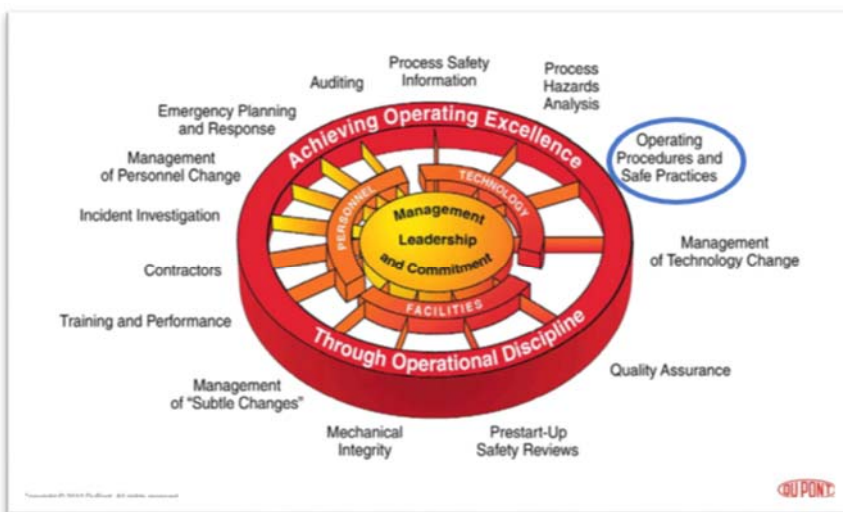 Process Safety
Information
Process
Hazards
Analysis
Auditing
Emergency Planning
and Response
Achieving Operating Excellence
Operating
Procedures and
Safe Practices
Management
of Personnel Change
PERSONNEL
TECHNOLOGY
Management
Leadership
and Commitment
Incident Investigation
Management
of Technology Change
Contractors
FACILITIES
Training and Performance
Through Operational Discipline
Quality Assurance
Management
of "Subtle Changes"
Mechanical
Integrity
Prestart-Up
Safety Reviews
DU PONT